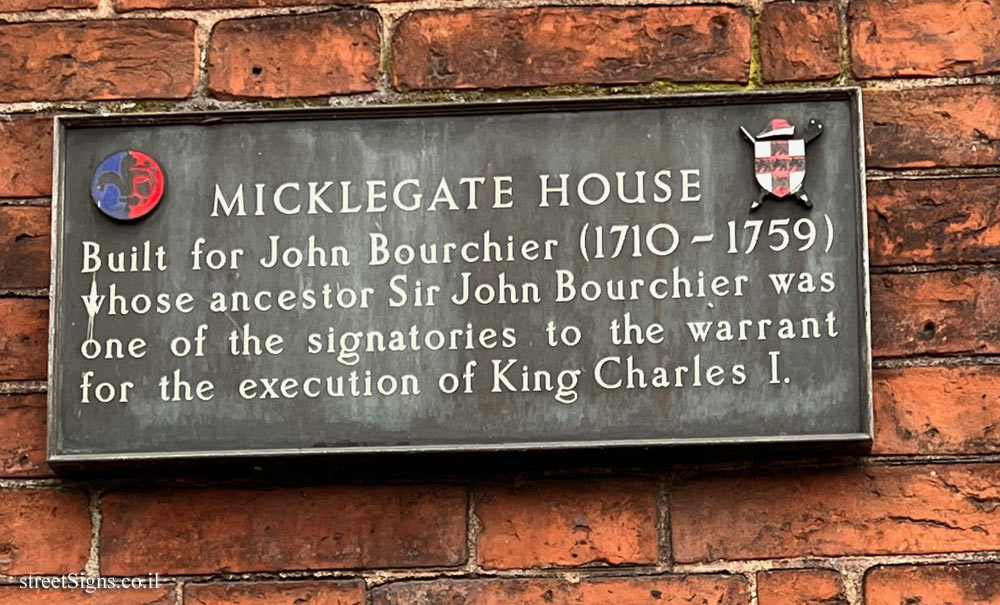 MICKLEGATE HOUSE
Built for John Bourchier (1710-1759)
whose ancestor Sir John Bourchier was
one of the signatories to the warrant
for the execution of King Charles I.
streetSigns.co.il